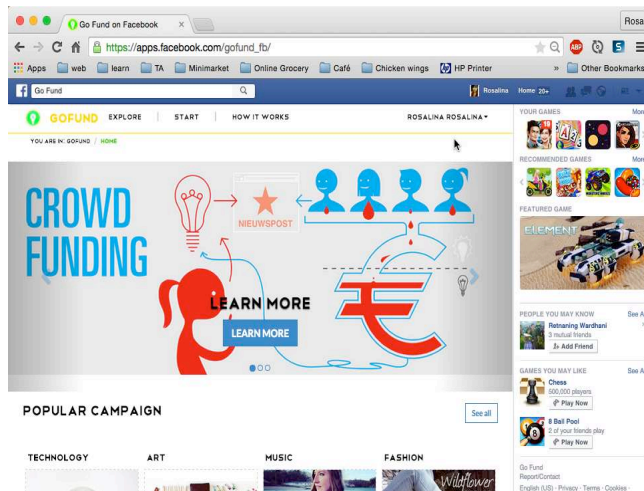 Go Fund on Facebook
Rosa
https://apps.facebook.com/gofund_fb/
Apps web learn TA Minimarket Online Grocery Café Chicken wings HP Printer » Other Bookmarks
Go Fund
Rosalina Home 20+
GOFUND EXPLORE START HOW IT WORKS ROSALINA ROSALINA
YOU ARE IN: GOFUND / HOME
CROWD
FUNDING
NIEUWSPOST
LEARN MORE
LEARN MORE
POPULAR CAMPAIGN
See all
TECHNOLOGY ART MUSIC FASHION
Wildflower
YOUR GAMES
RECOMMENDED GAMES
FEATURED GAME
ELEMENT
PEOPLE YOU MAY KNOW
Retnaning Wardhani
3 mutual friends
Add Friend
GAMES YOU MAY LIKE
Chess
500,000 players
Play Now
8 Ball Pool
2 of your friends play
Play Now
Go Fund
Report/Contact
English (US) · Privacy · Terms · Cookies ·